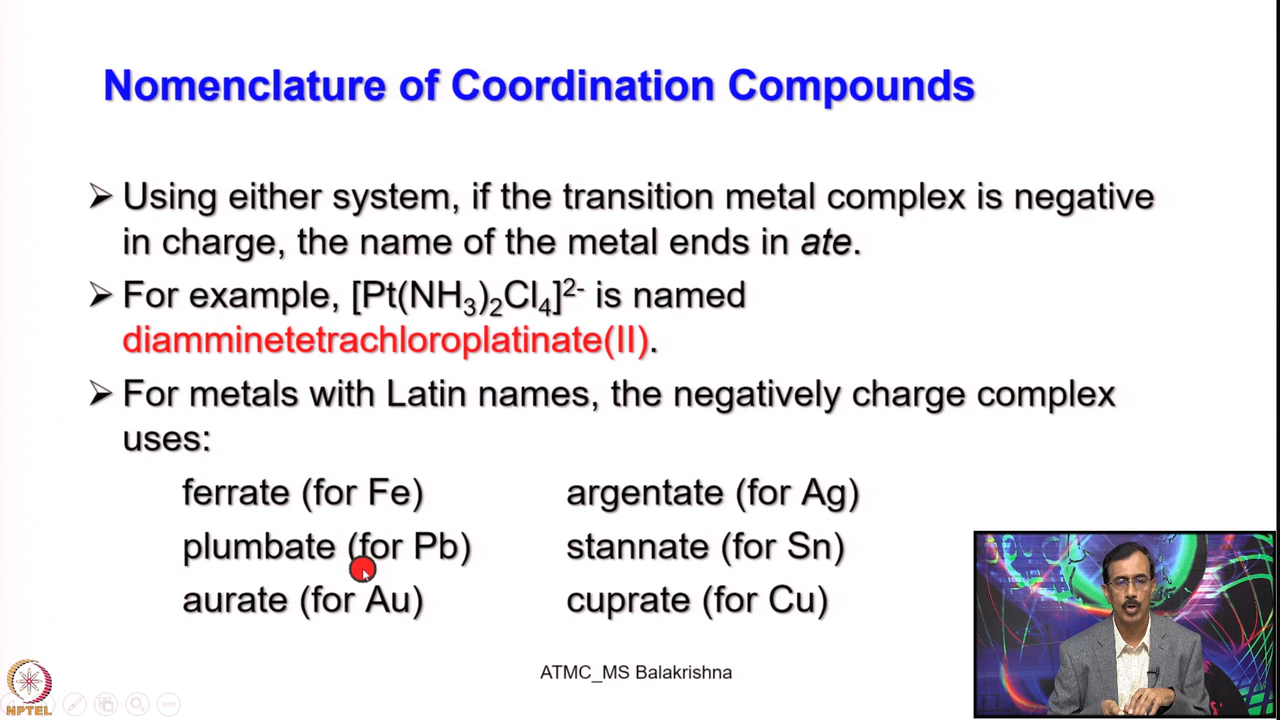 Nomenclature of Coordination Compounds
➢ Using either system, if the transition metal complex is negative
in charge, the name of the metal ends in ate.
➢ For example, [Pt(NH₃)₂Cl₄]²⁻ is named
diamminetetrachloroplatinate(II).
➢ For metals with Latin names, the negatively charge complex
uses:
ferrate (for Fe) argentate (for Ag)
plumbate (for Pb) stannate (for Sn)
aurate (for Au) cuprate (for Cu)
ATMC_MS Balakrishna
NPTEL